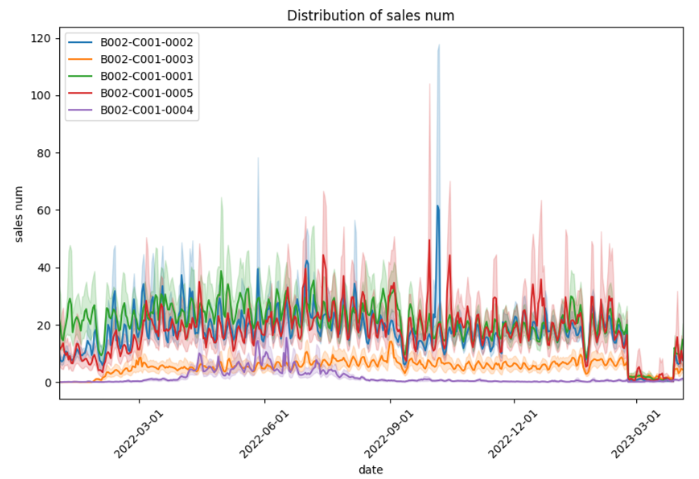 Distribution of sales num
120
100
80
60
40
20
0
sales num
B002-C001-0002
B002-C001-0003
B002-C001-0001
B002-C001-0005
B002-C001-0004
2022-03-01
2022-06-01
2022-09-01
2022-12-01
2023-03-01
date